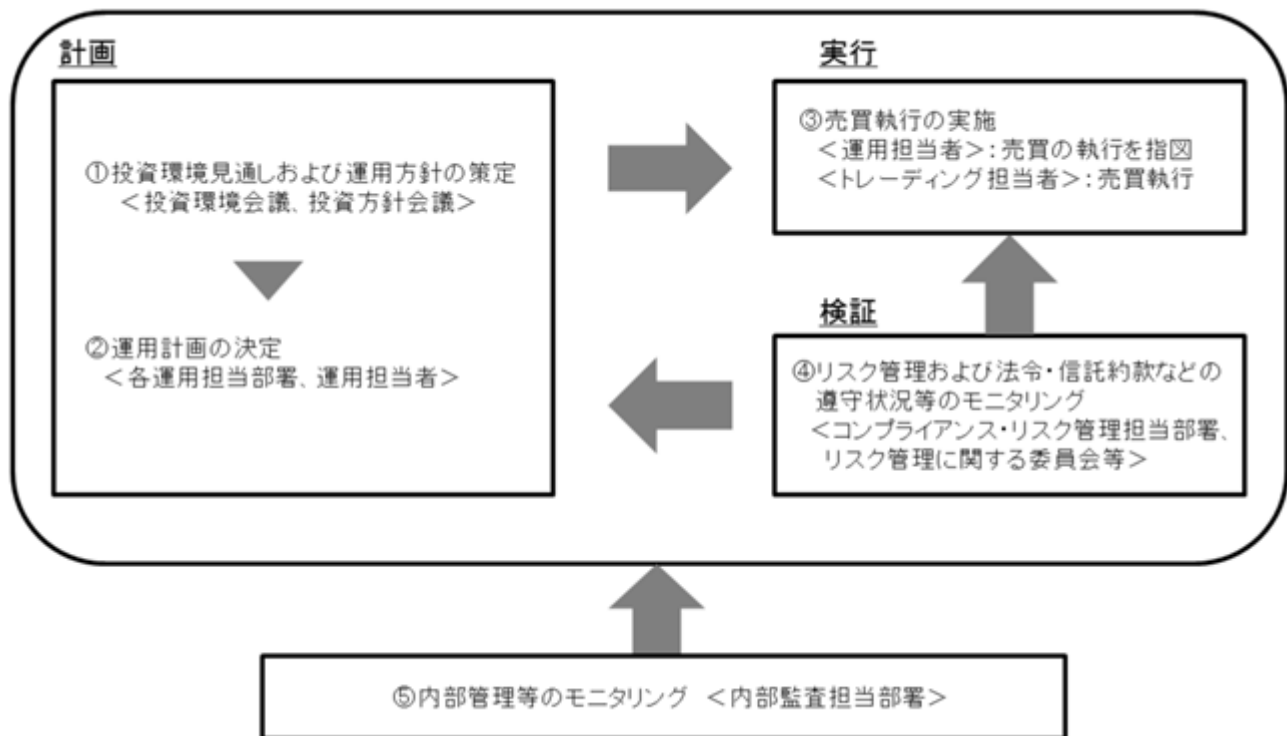 計画
①投資環境見通しおよび運用方針の策定
＜投資環境会議、投資方針会議＞
②運用計画の決定
＜各運用担当部署、運用担当者＞
実行
③売買執行の実施
＜運用担当者＞：売買の執行を指図
＜トレーディング担当者＞：売買執行
検証
④リスク管理および法令・信託約款などの
遵守状況等のモニタリング
＜コンプライアンス・リスク管理担当部署、
リスク管理に関する委員会等＞
⑤内部管理等のモニタリング ＜内部監査担当部署＞